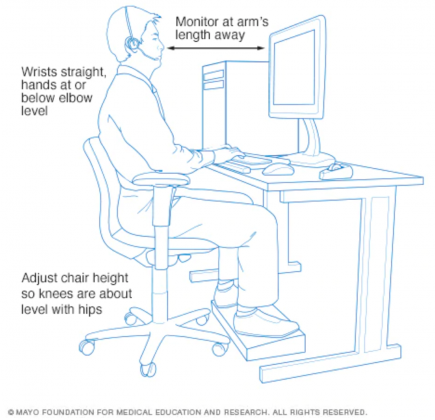 Monitor at arm's
length away
Wrists straight,
hands at or
below elbow
level
Adjust chair height
so knees are about
level with hips
© MAYO FOUNDATION FOR MEDICAL EDUCATION AND RESEARCH. ALL RIGHTS RESERVED.